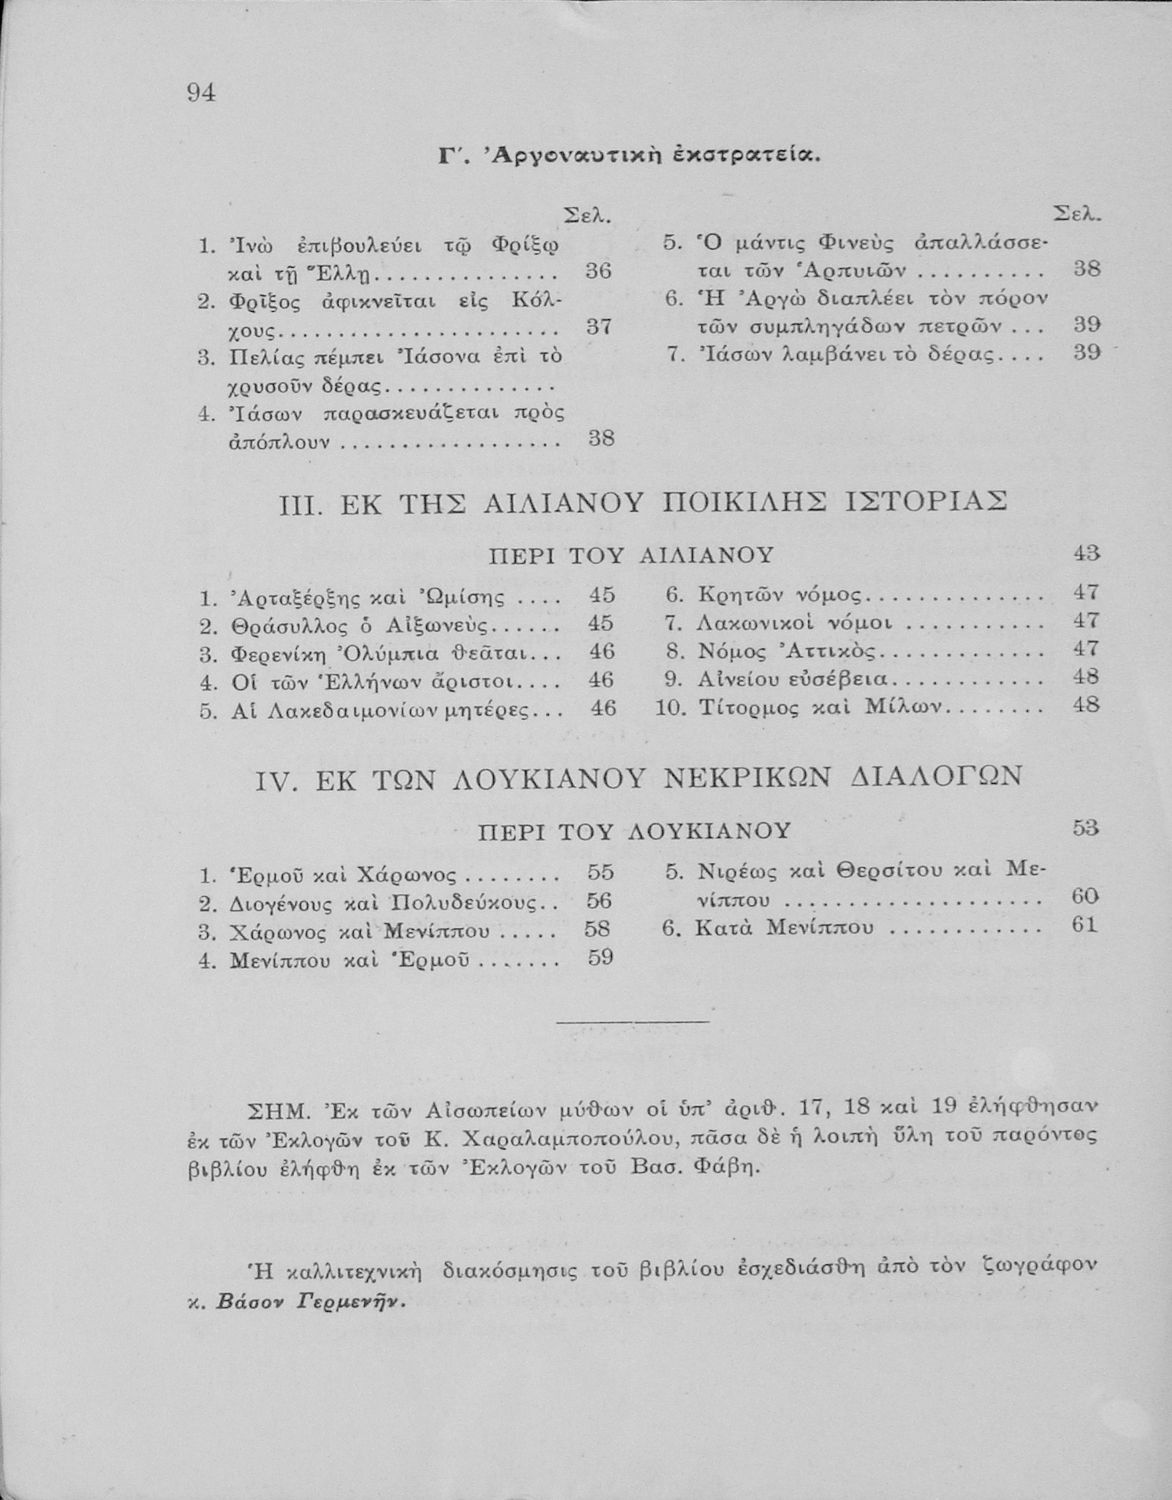 94
Γʹ. Ἀργοναυτικὴ ἐκστρατεία.
Σελ.
1. Ἰνὼ ἐπιβουλεύει τῷ Φρίξῳ
καὶ τῇ Ἕλλῃ............... 36
2. Φρῖξος ἀφικνεῖται εἰς Κόλ-
χους........................ 37
3. Πελίας πέμπει Ἰάσονα ἐπὶ τὸ
χρυσοῦν δέρας..............
4. Ἰάσων παρασκευάζεται πρὸς
ἀπόπλουν ................... 38
Σελ.
5. Ὁ μάντις Φινεὺς ἀπαλλάσσε-
ται τῶν Ἁρπυιῶν ........... 38
6. Ἡ Ἀργὼ διαπλέει τὸν πόρον
τῶν συμπληγάδων πετρῶν ... 39
7. Ἰάσων λαμβάνει τὸ δέρας.... 39
III. ΕΚ ΤΗΣ ΑΙΛΙΑΝΟΥ ΠΟΙΚΙΛΗΣ ΙΣΤΟΡΙΑΣ
ΠΕΡΙ ΤΟΥ ΑΙΛΙΑΝΟΥ 43
1. Ἀρταξέρξης καὶ Ὠμίσης .... 45
2. Θράσυλλος ὁ Αἰξωνεὺς...... 45
3. Φερενίκη Ὀλύμπια θεᾶται... 46
4. Οἱ τῶν Ἑλλήνων ἄριστοι.... 46
5. Αἱ Λακεδαιμονίων μητέρες... 46
6. Κρητῶν νόμος............... 47
7. Λακωνικοὶ νόμοι ............ 47
8. Νόμος Ἀττικὸς.............. 47
9. Αἰνείου εὐσέβεια............. 48
10. Τίτορμος καὶ Μίλων......... 48
IV. ΕΚ ΤΩΝ ΛΟΥΚΙΑΝΟΥ ΝΕΚΡΙΚΩΝ ΔΙΑΛΟΓΩΝ
ΠΕΡΙ ΤΟΥ ΛΟΥΚΙΑΝΟΥ 53
1. Ἑρμοῦ καὶ Χάρωνος ........ 55
2. Διογένους καὶ Πολυδεύκους.. 56
3. Χάρωνος καὶ Μενίππου ..... 58
4. Μενίππου καὶ Ἑρμοῦ ....... 59
5. Νιρέως καὶ Θερσίτου καὶ Με-
νίππου ...................... 60
6. Κατὰ Μενίππου ............. 61
ΣΗΜ. Ἐκ τῶν Αἰσωπείων μύθων οἱ ὑπ’ ἀριθ. 17, 18 καὶ 19 ἐλήφθησαν
ἐκ τῶν Ἐκλογῶν τοῦ Κ. Χαραλαμποπούλου, πᾶσα δὲ ἡ λοιπὴ ὕλη τοῦ παρόντος
βιβλίου ἐλήφθη ἐκ τῶν Ἐκλογῶν τοῦ Βασ. Φάβη.
Ἡ καλλιτεχνικὴ διακόσμησις τοῦ βιβλίου ἐσχεδιάσθη ἀπὸ τὸν ζωγράφον
κ. Βάσον Γερμενῆν.